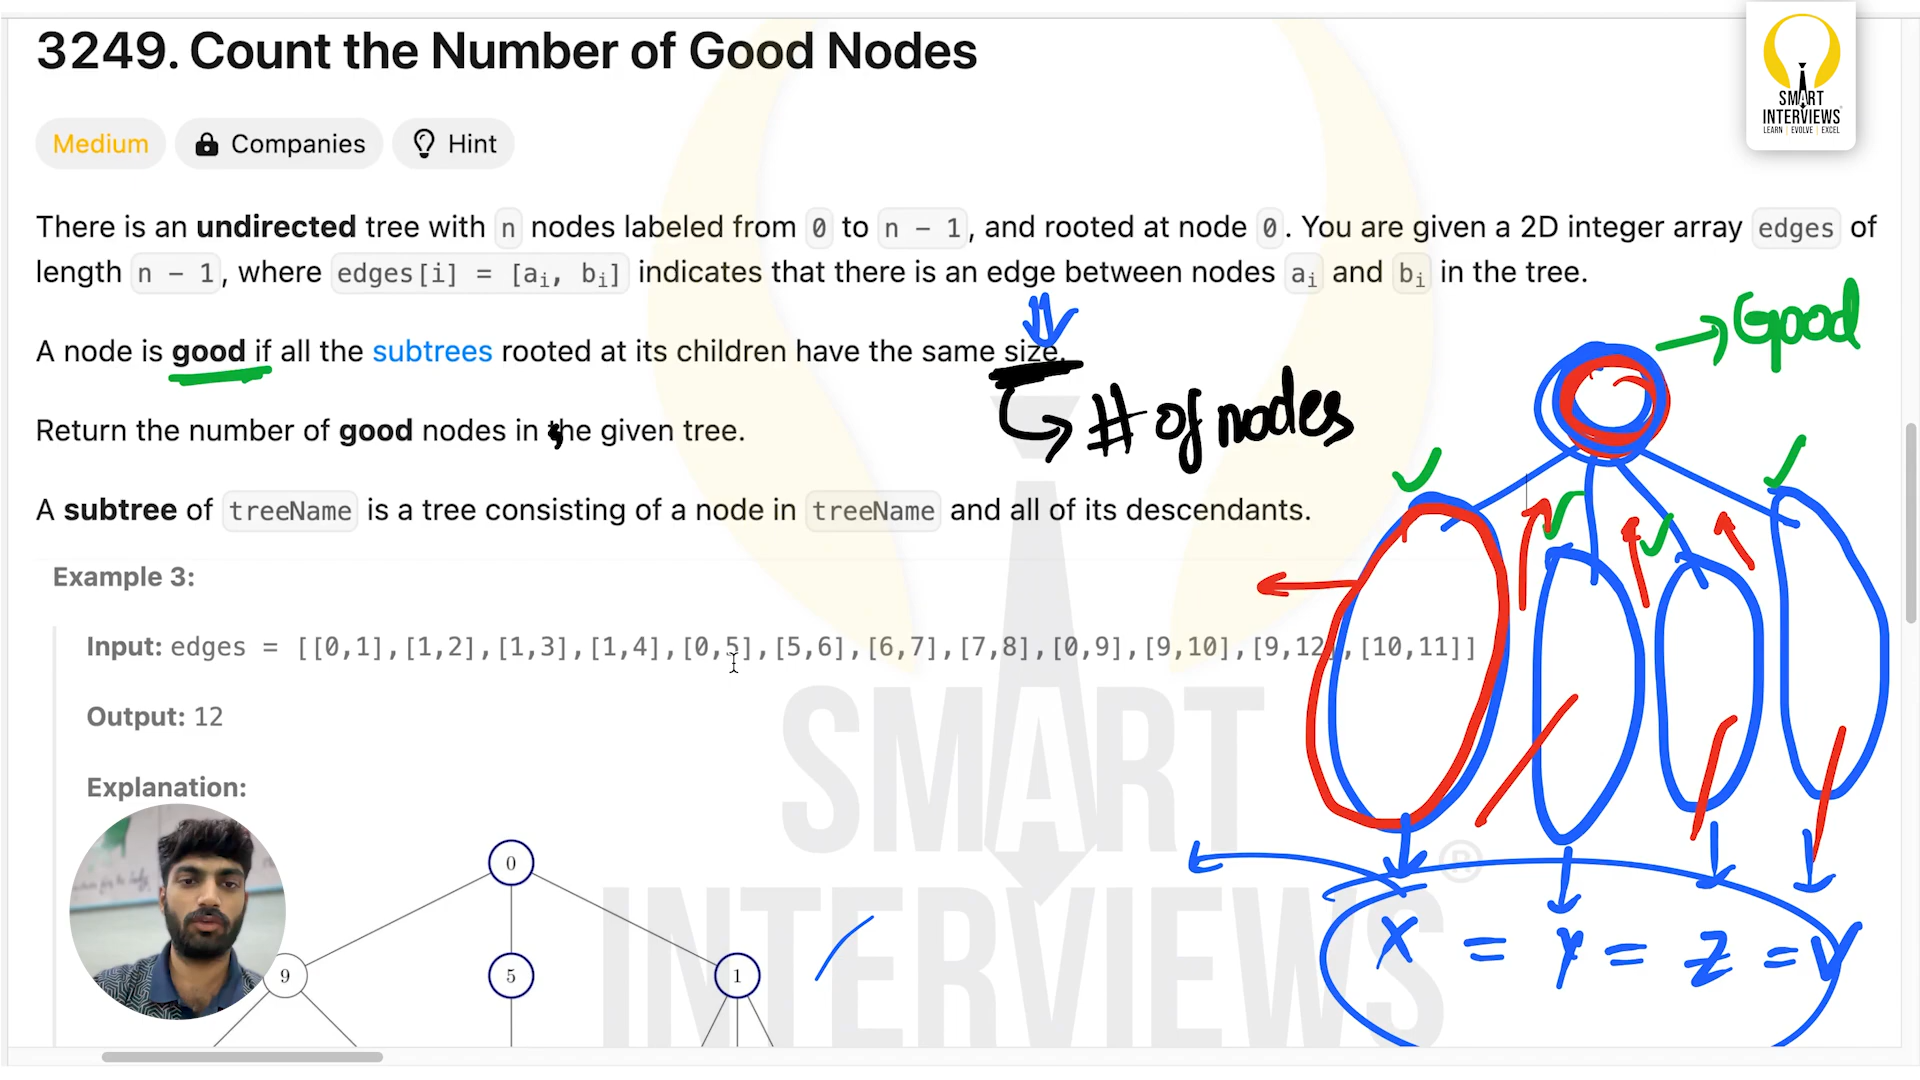 3249. Count the Number of Good Nodes
SMART
INTERVIEWS
LEARN | EVOLVE | EXCEL
Medium Companies Hint
There is an undirected tree with n nodes labeled from 0 to n - 1, and rooted at node 0. You are given a 2D integer array edges of
length n - 1, where edges[i] = [ai, bi] indicates that there is an edge between nodes ai and bi in the tree.
Good
A node is good if all the subtrees rooted at its children have the same size.
# of nodes
Return the number of good nodes in the given tree.
A subtree of treeName is a tree consisting of a node in treeName and all of its descendants.
Example 3:
Input: edges = [[0,1],[1,2],[1,3],[1,4],[0,5],[5,6],[6,7],[7,8],[0,9],[9,10],[9,12],[10,11]]
Output: 12
Explanation:
SMART
INTERVIEWS ®
0
9 5 1
X = Y = Z = V